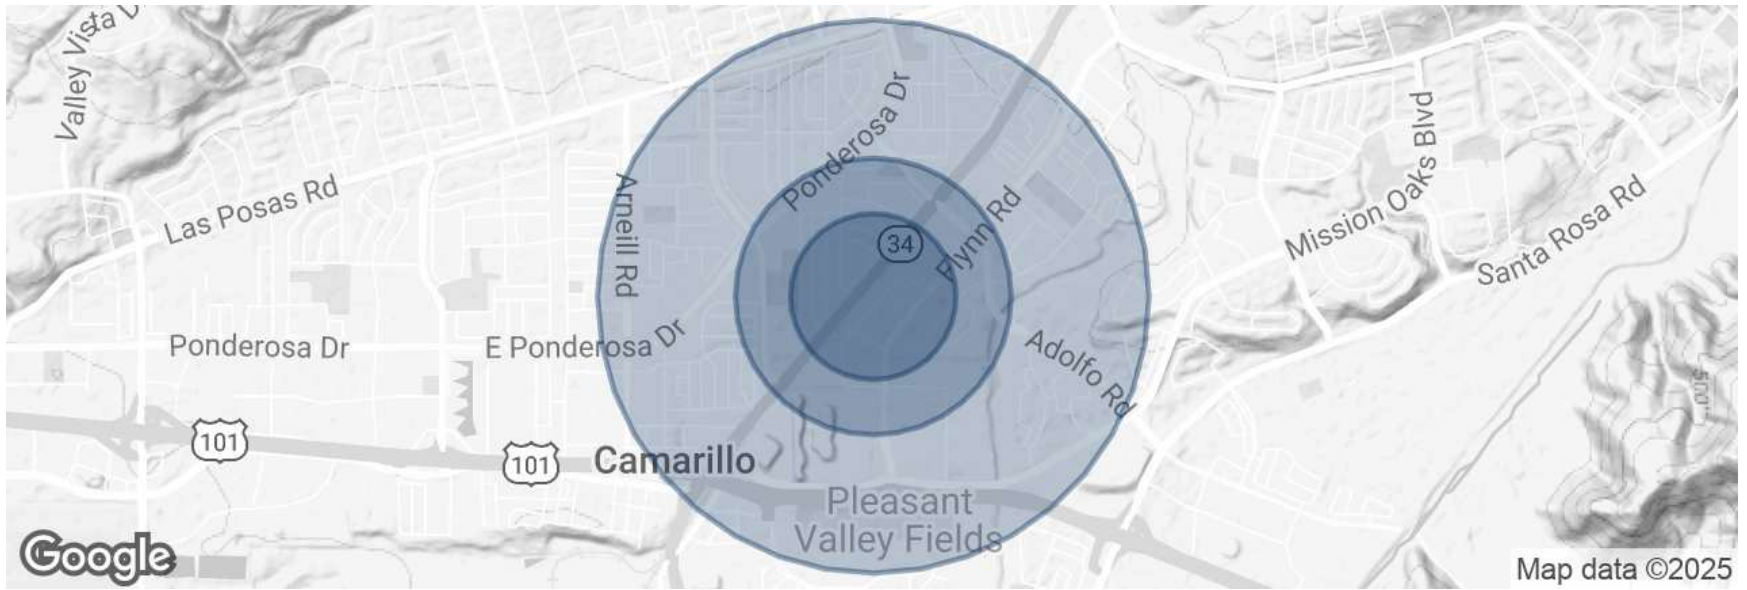 Valley Vista D
Ponderosa Dr
Mission Oaks Blvd
Las Posas Rd
Arneill Rd
34
Flynn Rd
Santa Rosa Rd
Ponderosa Dr
E Ponderosa Dr
Adolfo Rd
500'
101
101
Camarillo
Pleasant
Valley Fields
Google
Map data ©2025